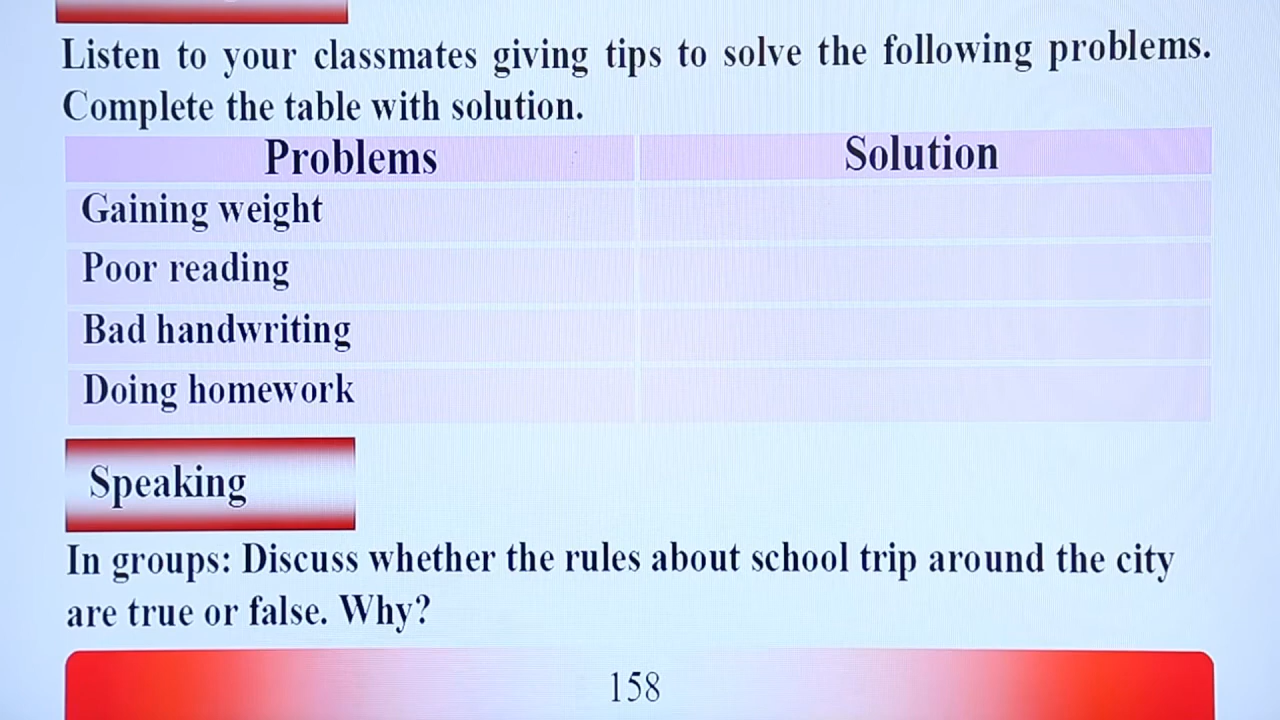 Listen to your classmates giving tips to solve the following problems.
Complete the table with solution.
Problems Solution
Gaining weight
Poor reading
Bad handwriting
Doing homework
Speaking
In groups: Discuss whether the rules about school trip around the city
are true or false. Why?
158